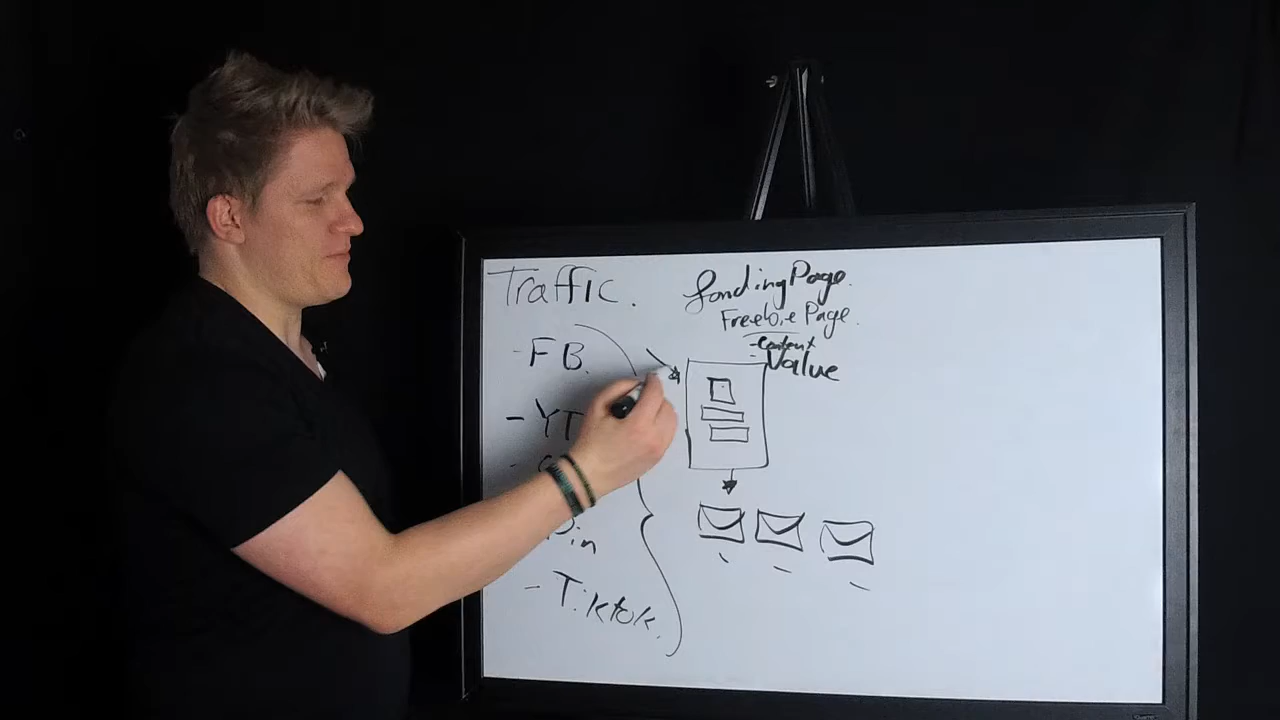 Traffic.
- FB.
- YT
- Tiktok.
Landing Page.
Freebie Page.
- Content
- Value